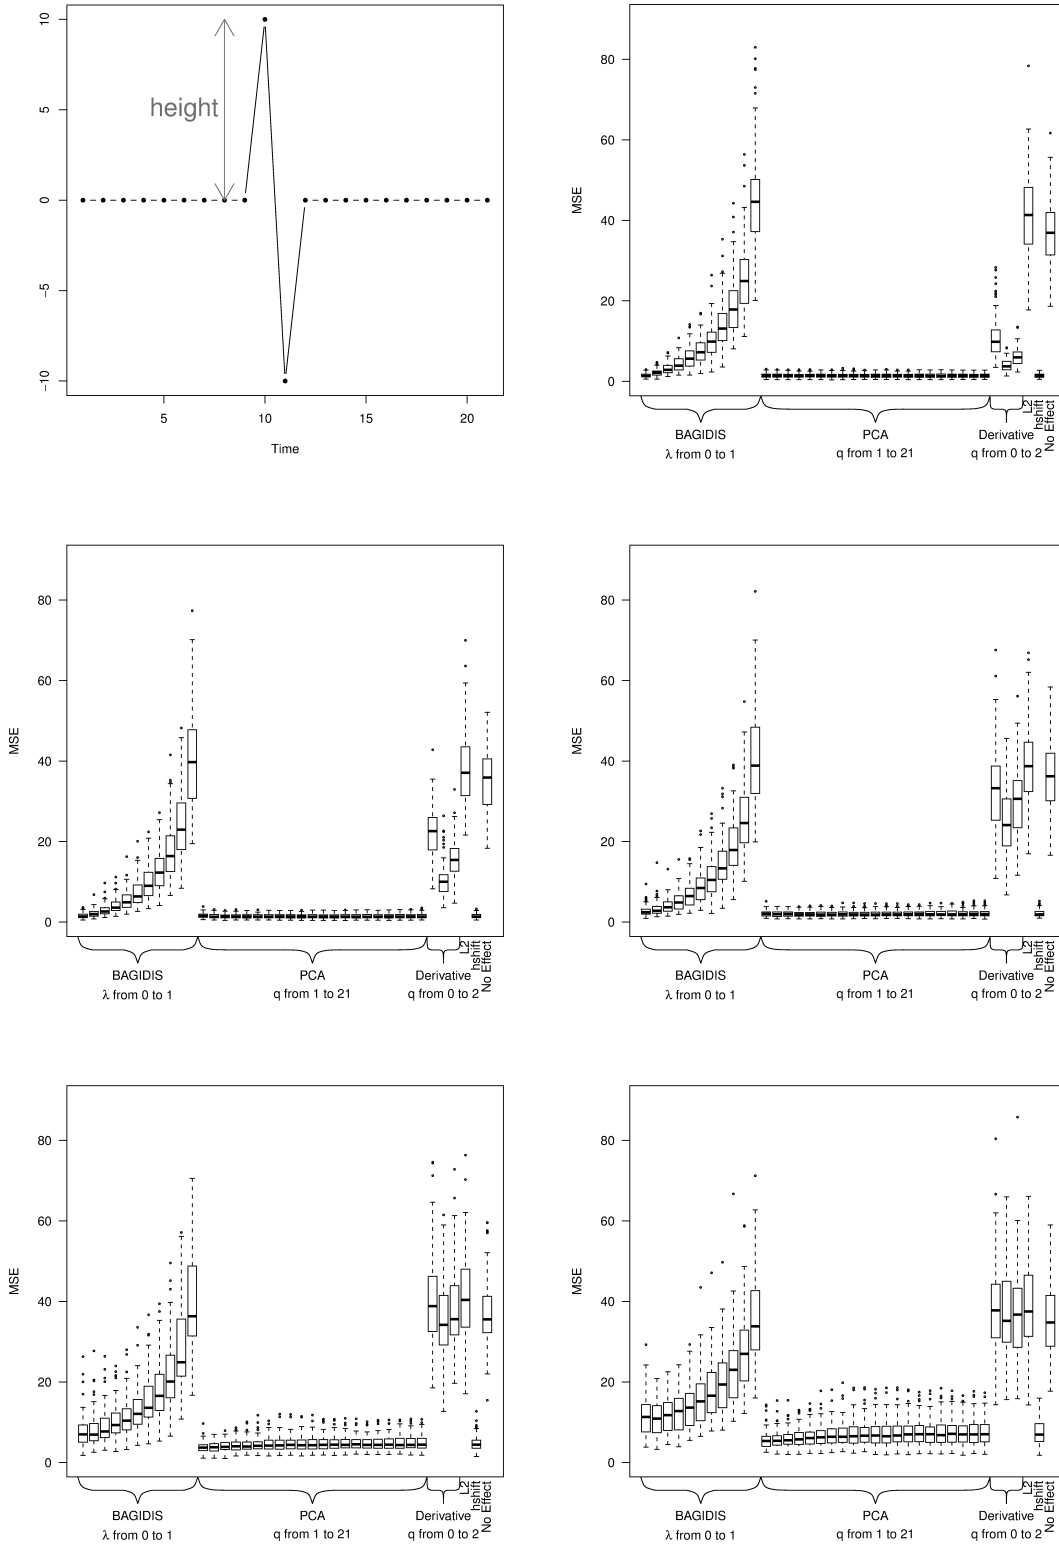 10
5
0
−5
−10
height
5 10 15 20
Time
MSE
80
60
40
20
0
BAGIDIS
λ from 0 to 1
PCA
q from 1 to 21
Derivative
q from 0 to 2
L2
hshift
No Effect
MSE
80
60
40
20
0
BAGIDIS
λ from 0 to 1
PCA
q from 1 to 21
Derivative
q from 0 to 2
L2
hshift
No Effect
MSE
80
60
40
20
0
BAGIDIS
λ from 0 to 1
PCA
q from 1 to 21
Derivative
q from 0 to 2
L2
hshift
No Effect
MSE
80
60
40
20
0
BAGIDIS
λ from 0 to 1
PCA
q from 1 to 21
Derivative
q from 0 to 2
L2
hshift
No Effect
MSE
80
60
40
20
0
BAGIDIS
λ from 0 to 1
PCA
q from 1 to 21
Derivative
q from 0 to 2
L2
hshift
No Effect